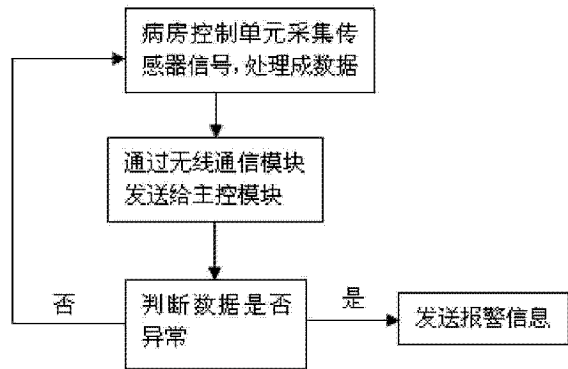 病房控制单元采集传
感器信号，处理成数据
通过无线通信模块
发送给主控模块
否
判断数据是否
异常
是
发送报警信息